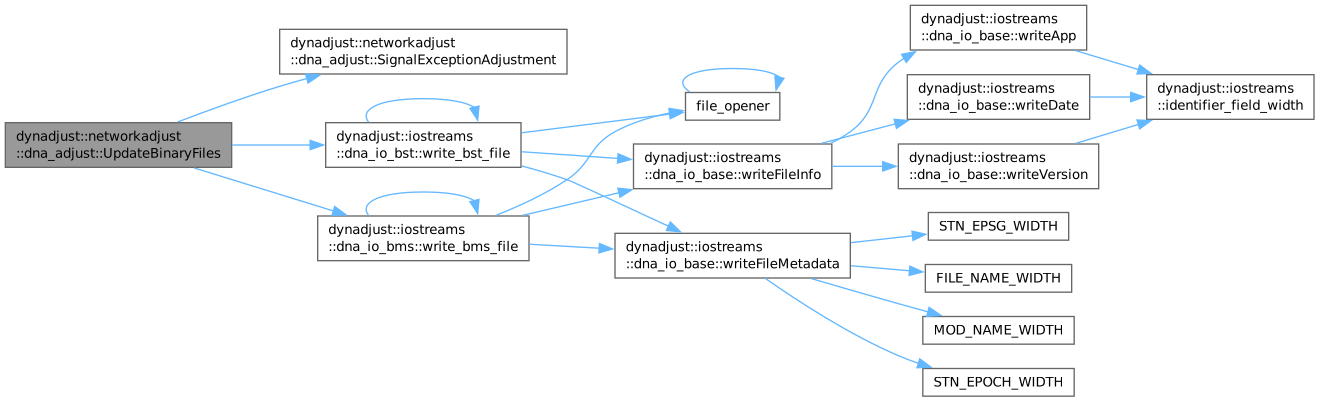 dynadjust::networkadjust
::dna_adjust::UpdateBinaryFiles
dynadjust::networkadjust
::dna_adjust::SignalExceptionAdjustment
dynadjust::iostreams
::dna_io_bst::write_bst_file
dynadjust::iostreams
::dna_io_bms::write_bms_file
file_opener
dynadjust::iostreams
::dna_io_base::writeFileInfo
dynadjust::iostreams
::dna_io_base::writeFileMetadata
dynadjust::iostreams
::dna_io_base::writeApp
dynadjust::iostreams
::dna_io_base::writeDate
dynadjust::iostreams
::dna_io_base::writeVersion
dynadjust::iostreams
::identifier_field_width
STN_EPSG_WIDTH
FILE_NAME_WIDTH
MOD_NAME_WIDTH
STN_EPOCH_WIDTH